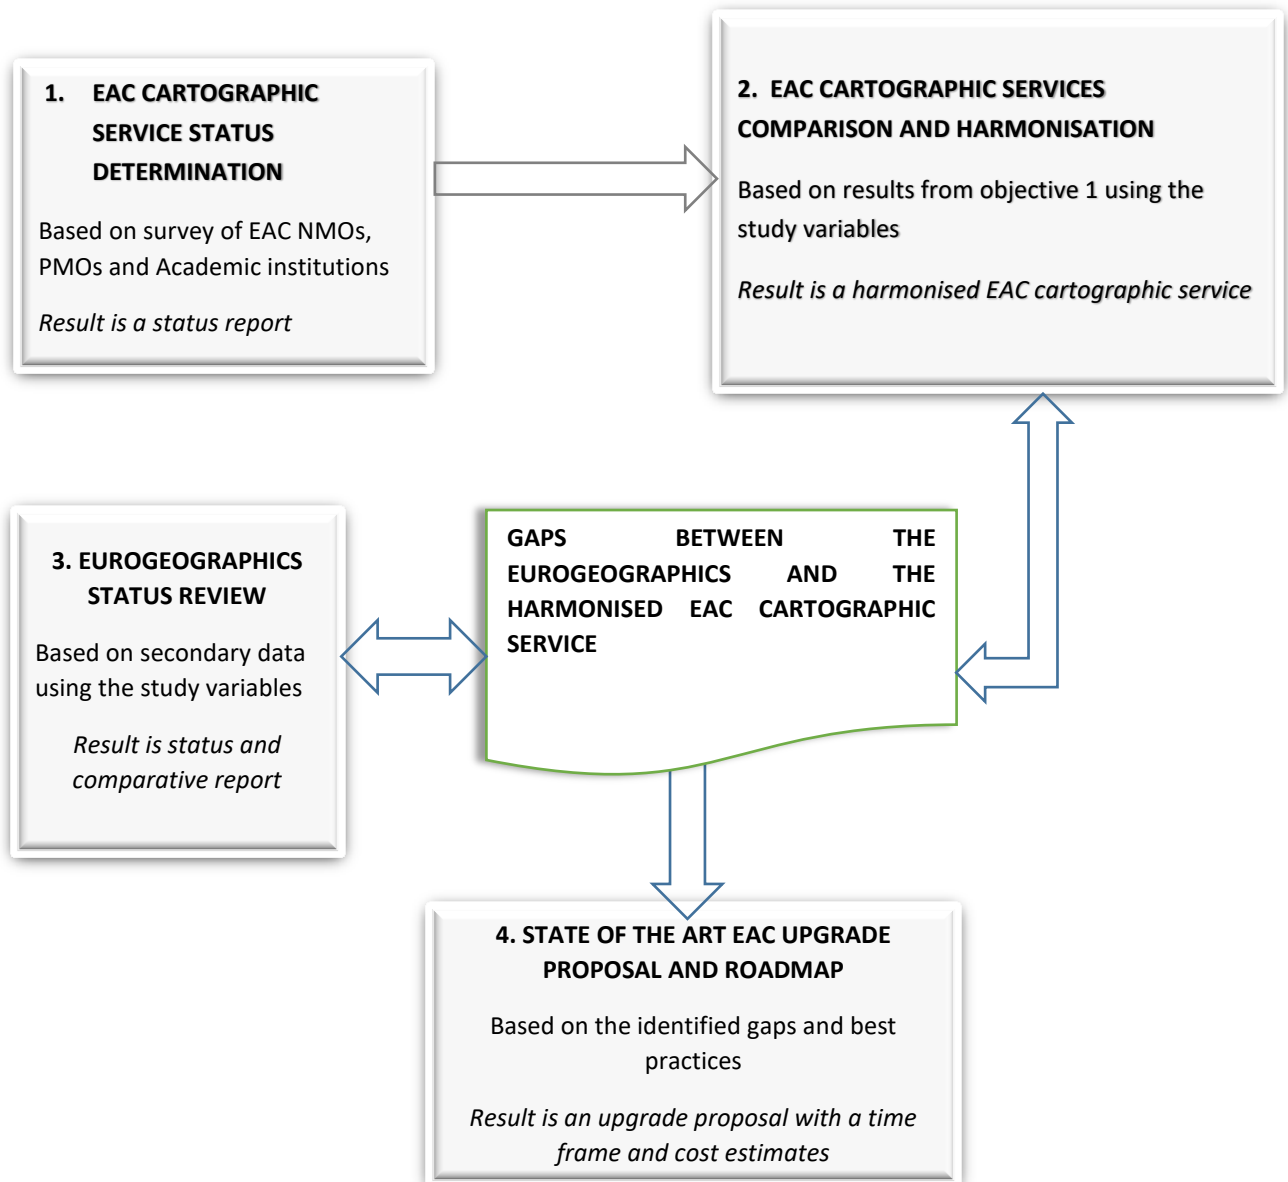 1. EAC CARTOGRAPHIC
SERVICE STATUS
DETERMINATION
Based on survey of EAC NMOs,
PMOs and Academic institutions
Result is a status report
2. EAC CARTOGRAPHIC SERVICES
COMPARISON AND HARMONISATION
Based on results from objective 1 using the
study variables
Result is a harmonised EAC cartographic service
3. EUROGEOGRAPHICS
STATUS REVIEW
Based on secondary data
using the study variables
Result is status and
comparative report
GAPS BETWEEN THE
EUROGEOGRAPHICS AND THE
HARMONISED EAC CARTOGRAPHIC
SERVICE
4. STATE OF THE ART EAC UPGRADE
PROPOSAL AND ROADMAP
Based on the identified gaps and best
practices
Result is an upgrade proposal with a time
frame and cost estimates